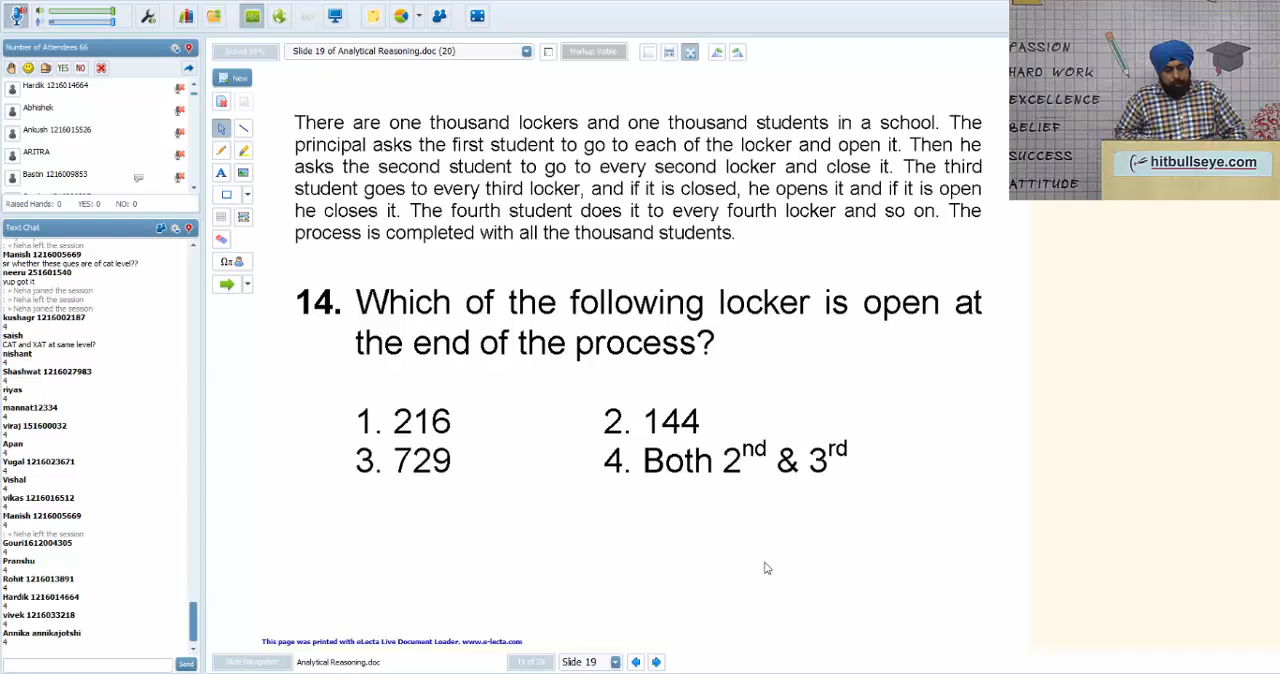 Number of Attendees 66
YES
NO
Hardik 1216014664
Abhishek
Ankush 1216015526
ARITRA
Bastin 1216009853
Raised Hands: 0 YES: 0 NO: 0
Text Chat
: » Neha left the session
Manish 1216005669
sir whether these ques are of cat level??
neeru 251601540
yup got it
: » Neha joined the session
: » Neha left the session
: » Neha joined the session
kushagr 1216002187
4
saish
CAT and XAT at same level?
nishant
4
Shashwat 1216027983
4
riyas
4
mannat12334
4
viraj 151600032
4
Apan
4
Yugal 1216023671
4
Vishal
4
vikas 1216016512
4
Manish 1216005669
4
: » Neha left the session
Gouri1612004305
4
Pranshu
4
Rohit 1216013891
4
Hardik 1216014664
4
vivek 1216033218
4
Annika annikajotshi
4
Send
ABC
Scaled 99%
Slide 19 of Analytical Reasoning.doc (20)
Markup Visible
New
A
Ωπ
There are one thousand lockers and one thousand students in a school. The
principal asks the first student to go to each of the locker and open it. Then he
asks the second student to go to every second locker and close it. The third
student goes to every third locker, and if it is closed, he opens it and if it is open
he closes it. The fourth student does it to every fourth locker and so on. The
process is completed with all the thousand students.
14. Which of the following locker is open at
the end of the process?
1. 216 2. 144
3. 729 4. Both 2nd & 3rd
This page was printed with eLecta Live Document Loader. www.e-lecta.com
Slide Navigation
Analytical Reasoning.doc
19 of 20
Slide 19
PASSION
HARD WORK
EXCELLENCE
BELIEF
SUCCESS
ATTITUDE
hitbullseye.com